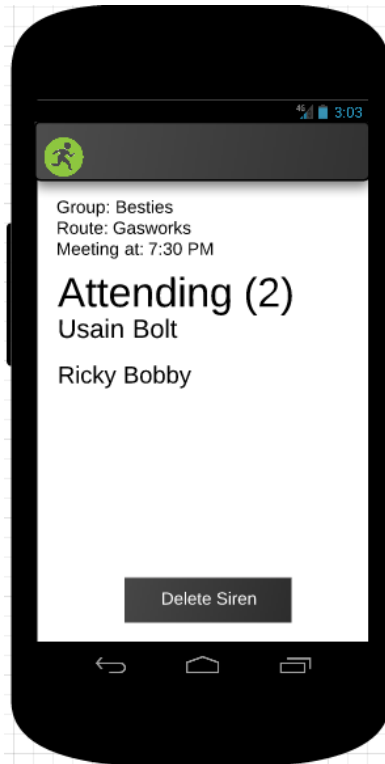 4G 3:03
Group: Besties
Route: Gasworks
Meeting at: 7:30 PM
Attending (2)
Usain Bolt
Ricky Bobby
Delete Siren